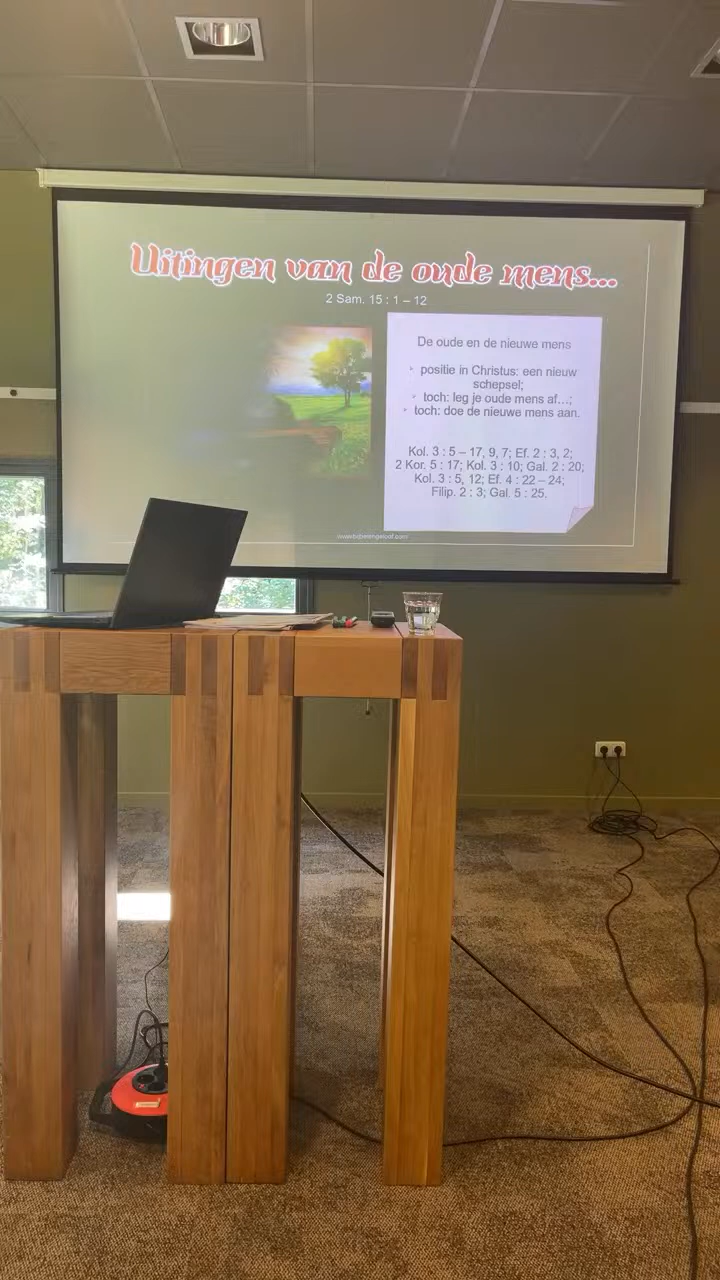 Uitingen van de oude mens...
2 Sam. 15 : 1 – 12
De oude en de nieuwe mens
positie in Christus: een nieuw
schepsel;
toch: leg je oude mens af…;
toch: doe de nieuwe mens aan.
Kol. 3 : 5 – 17, 9, 7; Ef. 2 : 3, 2;
2 Kor. 5 : 17; Kol. 3 : 10; Gal. 2 : 20;
Kol. 3 : 5, 12; Ef. 4 : 22 – 24;
Filip. 2 : 3; Gal. 5 : 25.